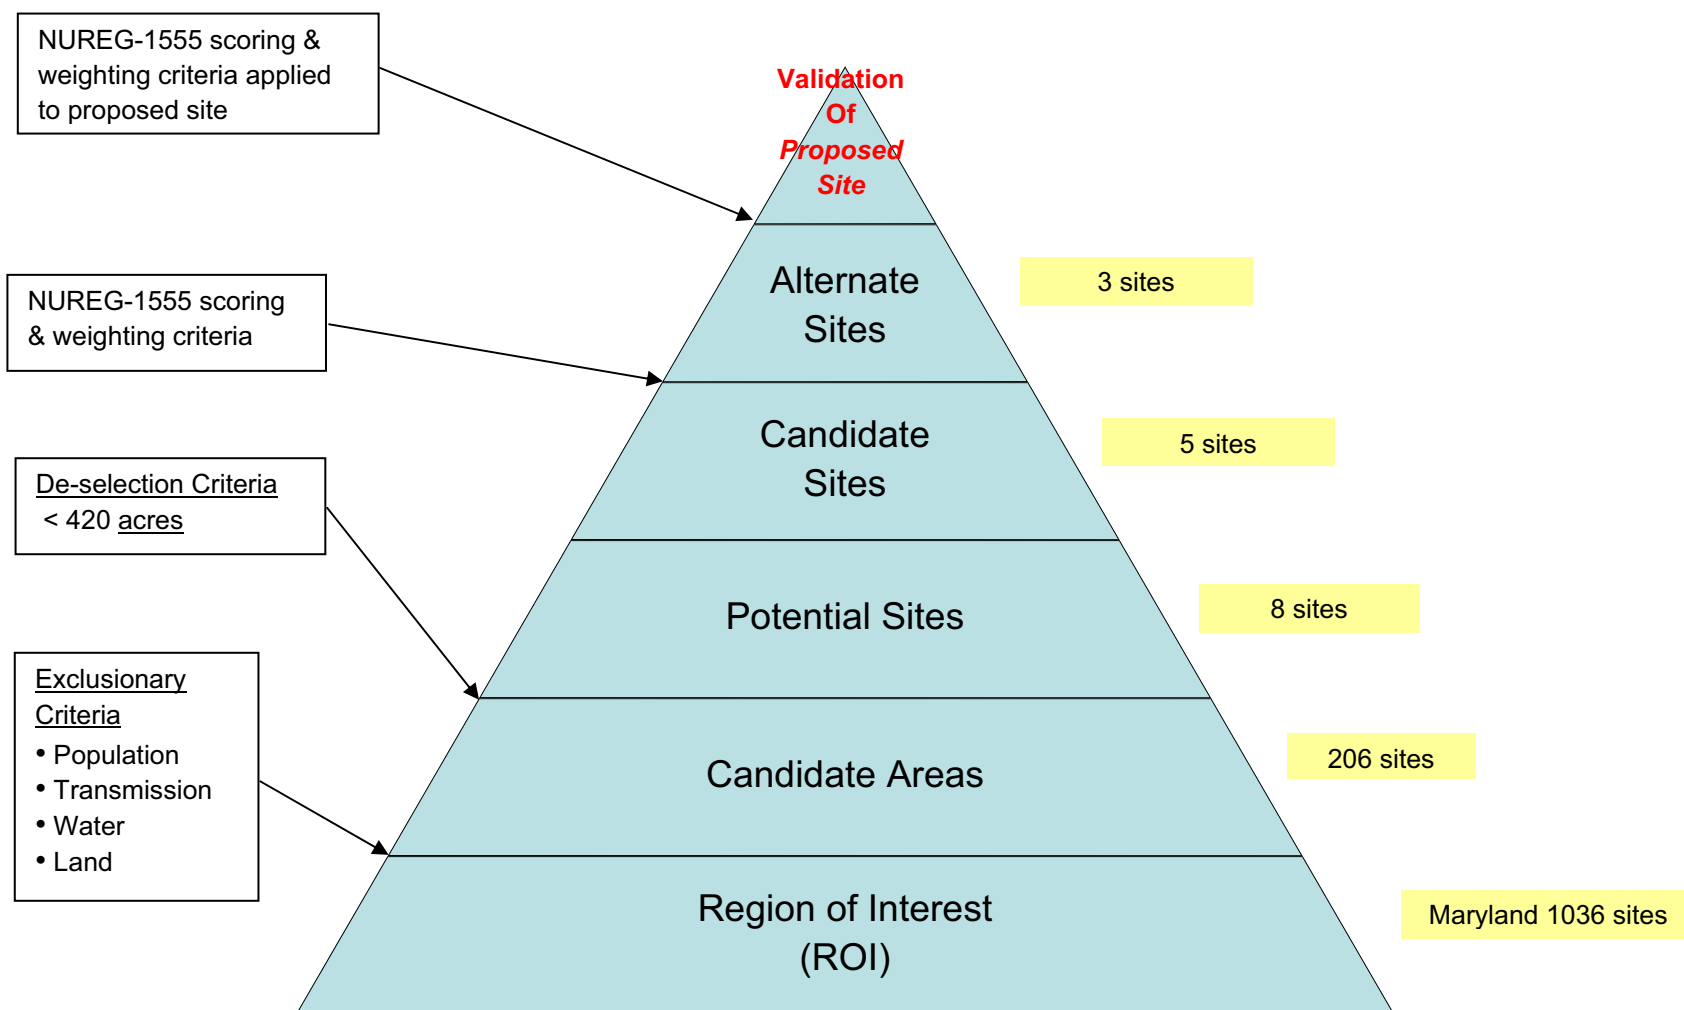 NUREG-1555 scoring &
weighting criteria applied
to proposed site
Validation
Of
Proposed
Site
Alternate
Sites
3 sites
NUREG-1555 scoring
& weighting criteria
Candidate
Sites
5 sites
De-selection Criteria
< 420 acres
Potential Sites
8 sites
Exclusionary
Criteria
• Population
• Transmission
• Water
• Land
Candidate Areas
206 sites
Region of Interest
(ROI)
Maryland 1036 sites